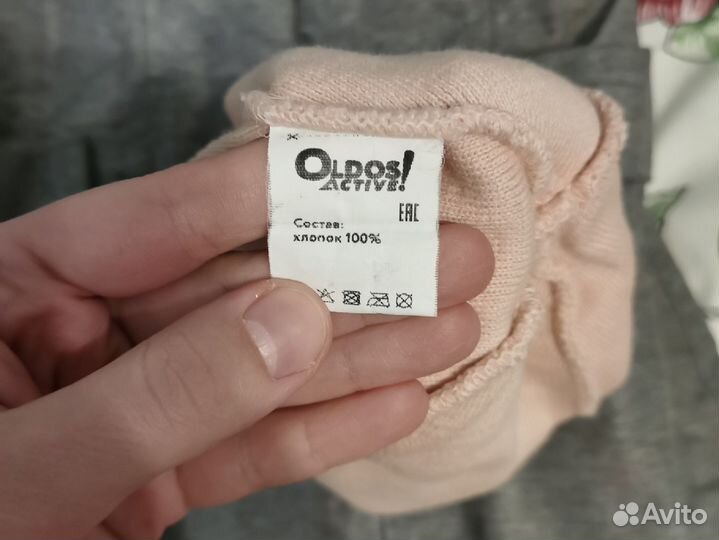 OLDOS!
ACTIVE!
EAC
Состав:
хлопок 100%
Avito